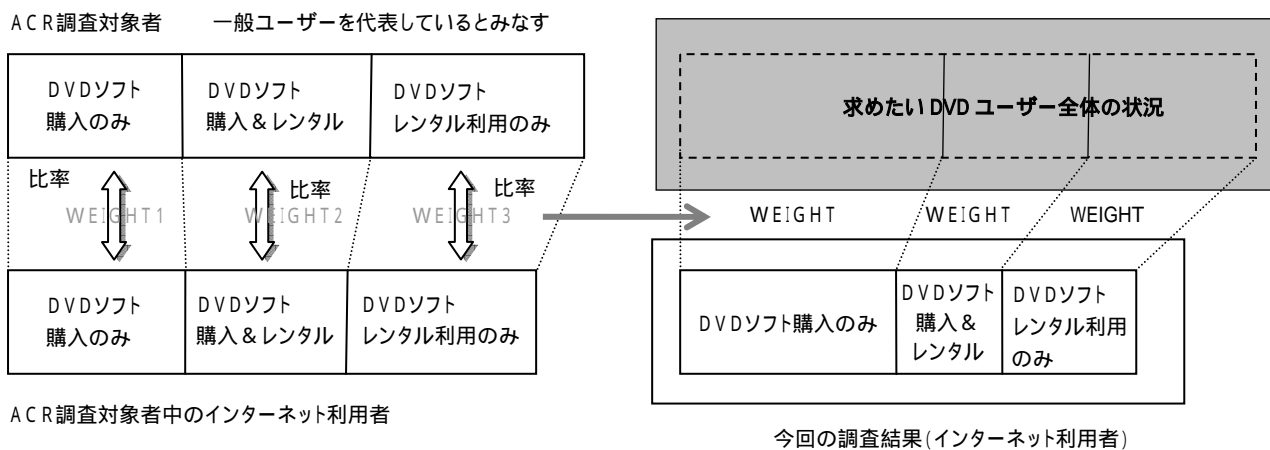 ACR調査対象者 一般ユーザーを代表しているとみなす
DVDソフト
購入のみ
DVDソフト
購入＆レンタル
DVDソフト
レンタル利用のみ
比率
WEIGHT1
比率
WEIGHT2
比率
WEIGHT3
DVDソフト
購入のみ
DVDソフト
購入＆レンタル
DVDソフト
レンタル利用のみ
ACR調査対象者中のインターネット利用者
求めたいDVDユーザー全体の状況
WEIGHT
WEIGHT
WEIGHT
DVDソフト購入のみ
DVDソフト
購入＆
レンタル
DVDソフト
レンタル利用
のみ
今回の調査結果(インターネット利用者)